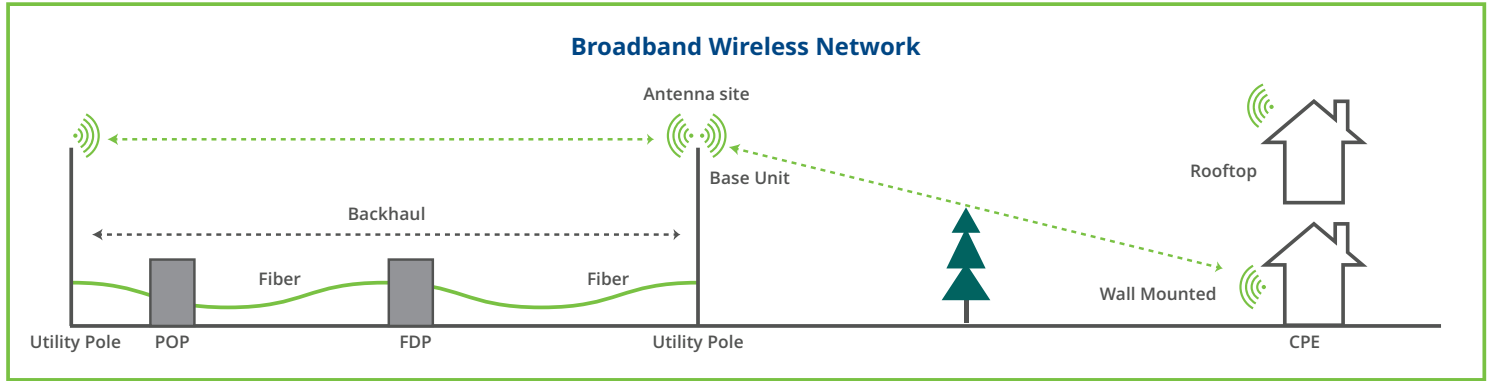 Broadband Wireless Network
Antenna site
Base Unit
Rooftop
Backhaul
Fiber
Fiber
Wall Mounted
Utility Pole
POP
FDP
Utility Pole
CPE